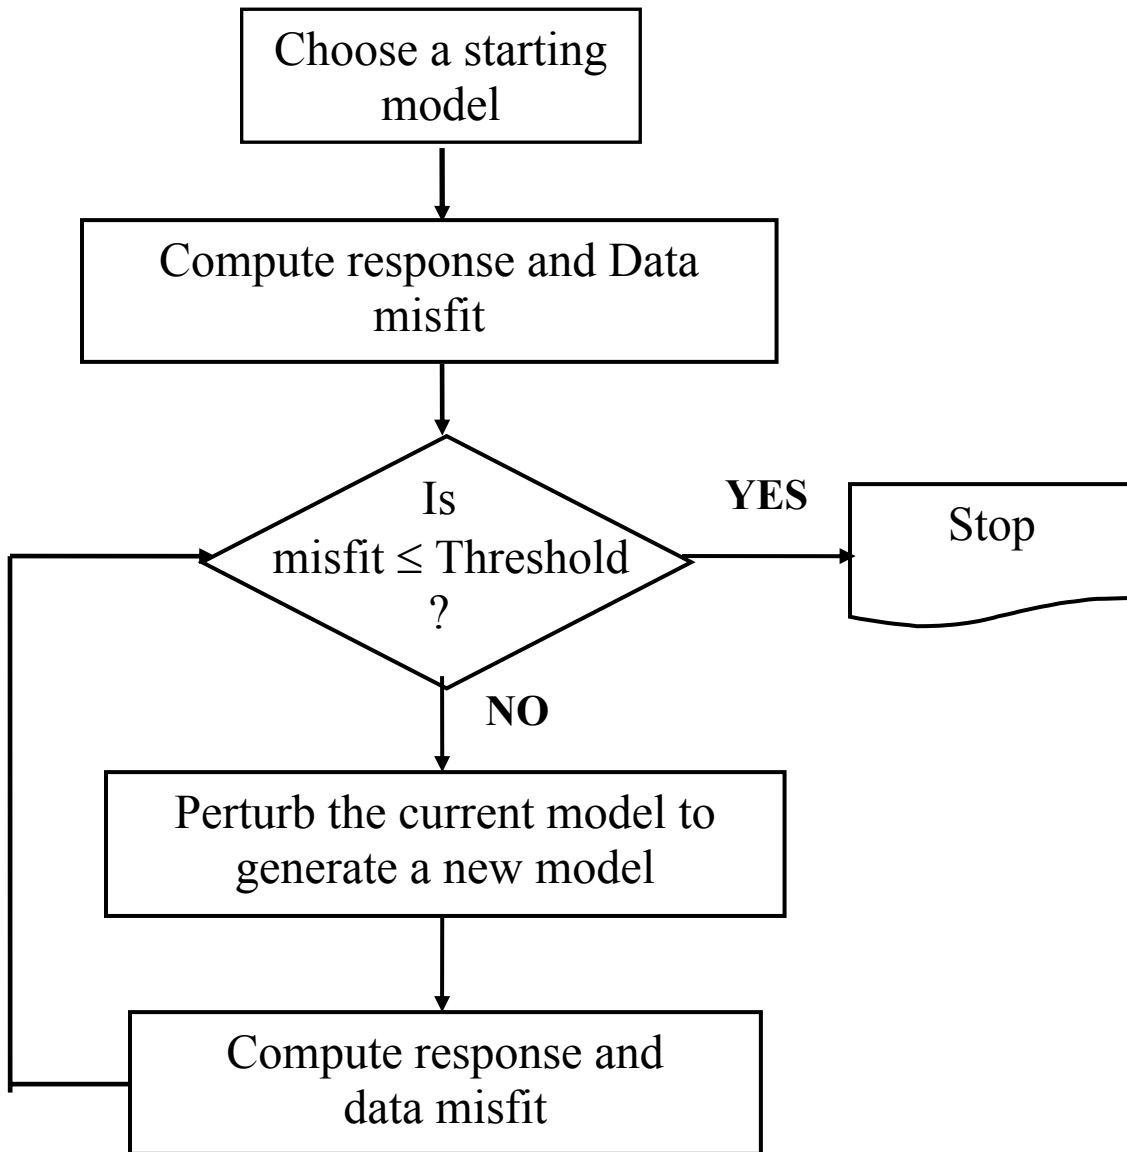 Choose a starting
model
Compute response and Data
misfit
Is
misfit ≤ Threshold
?
YES
Stop
NO
Perturb the current model to
generate a new model
Compute response and
data misfit